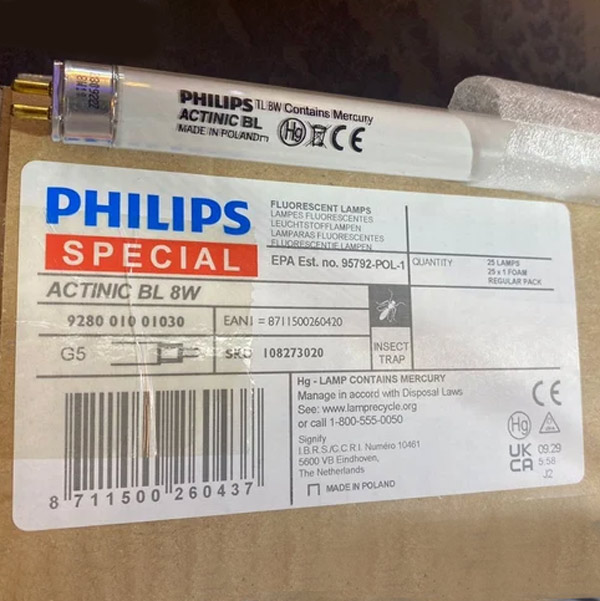 PHILIPS TL 8W Contains Mercury
ACTINIC BL
MADE IN POLAND
Hg CE
PHILIPS
SPECIAL
ACTINIC BL 8W
FLUORESCENT LAMPS
LAMPES FLUORESCENTES
LEUCHTSTOFFLAMPEN
LAMPARAS FLUORESCENTES
FLUORESCENTIE LAMPEN
EPA Est. no. 95792-POL-1
QUANTITY
25 LAMPS
25 x 1 FOAM
REGULAR PACK
9280 010 01030
EAN1 = 8711500260420
G5
SKU 108273020
INSECT
TRAP
8 711500 260437
Hg - LAMP CONTAINS MERCURY
Manage in accord with Disposal Laws
See: www.lamprecycle.org
or call 1-800-555-0050
Signify
I.B.R.S./C.C.R.I. Numéro 10461
5600 VB Eindhoven,
The Netherlands
MADE IN POLAND
CE
Hg
UK
CA
09.29
5.58
J2